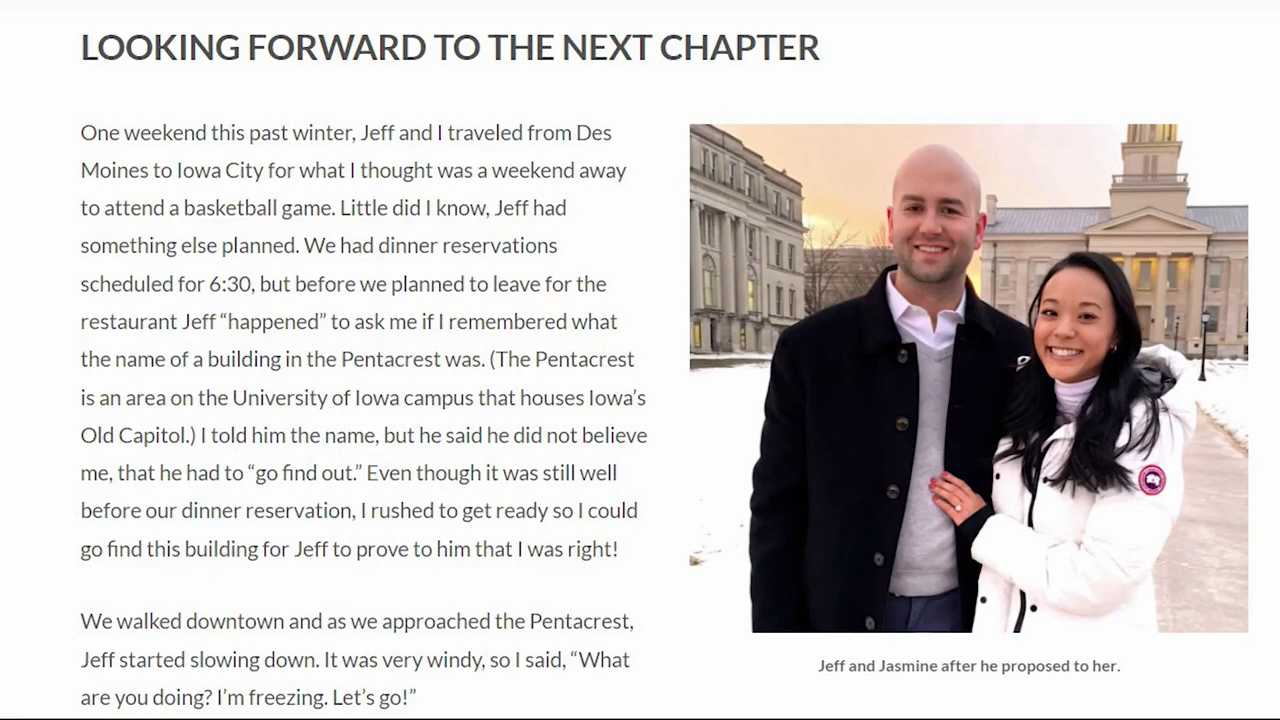 LOOKING FORWARD TO THE NEXT CHAPTER
One weekend this past winter, Jeff and I traveled from Des
Moines to Iowa City for what I thought was a weekend away
to attend a basketball game. Little did I know, Jeff had
something else planned. We had dinner reservations
scheduled for 6:30, but before we planned to leave for the
restaurant Jeff “happened” to ask me if I remembered what
the name of a building in the Pentacrest was. (The Pentacrest
is an area on the University of Iowa campus that houses Iowa’s
Old Capitol.) I told him the name, but he said he did not believe
me, that he had to “go find out.” Even though it was still well
before our dinner reservation, I rushed to get ready so I could
go find this building for Jeff to prove to him that I was right!
We walked downtown and as we approached the Pentacrest,
Jeff started slowing down. It was very windy, so I said, “What
are you doing? I’m freezing. Let’s go!”
Jeff and Jasmine after he proposed to her.